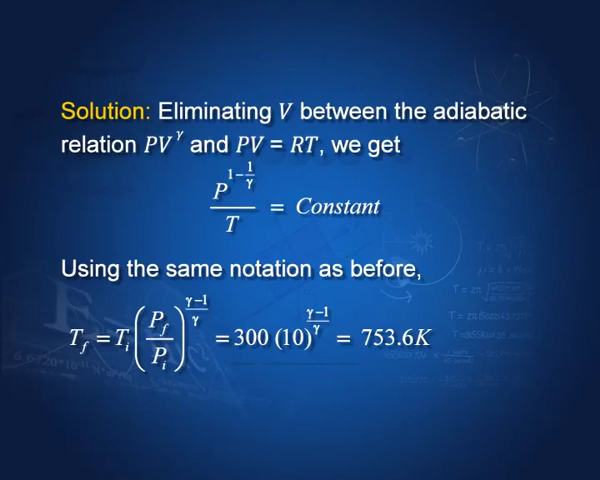 Solution: Eliminating V between the adiabatic
relation PV^γ and PV = RT, we get
P^(1−1/γ) / T = Constant
Using the same notation as before,
T_f = T_i (P_f / P_i)^((γ−1)/γ) = 300 (10)^((γ−1)/γ) = 753.6K